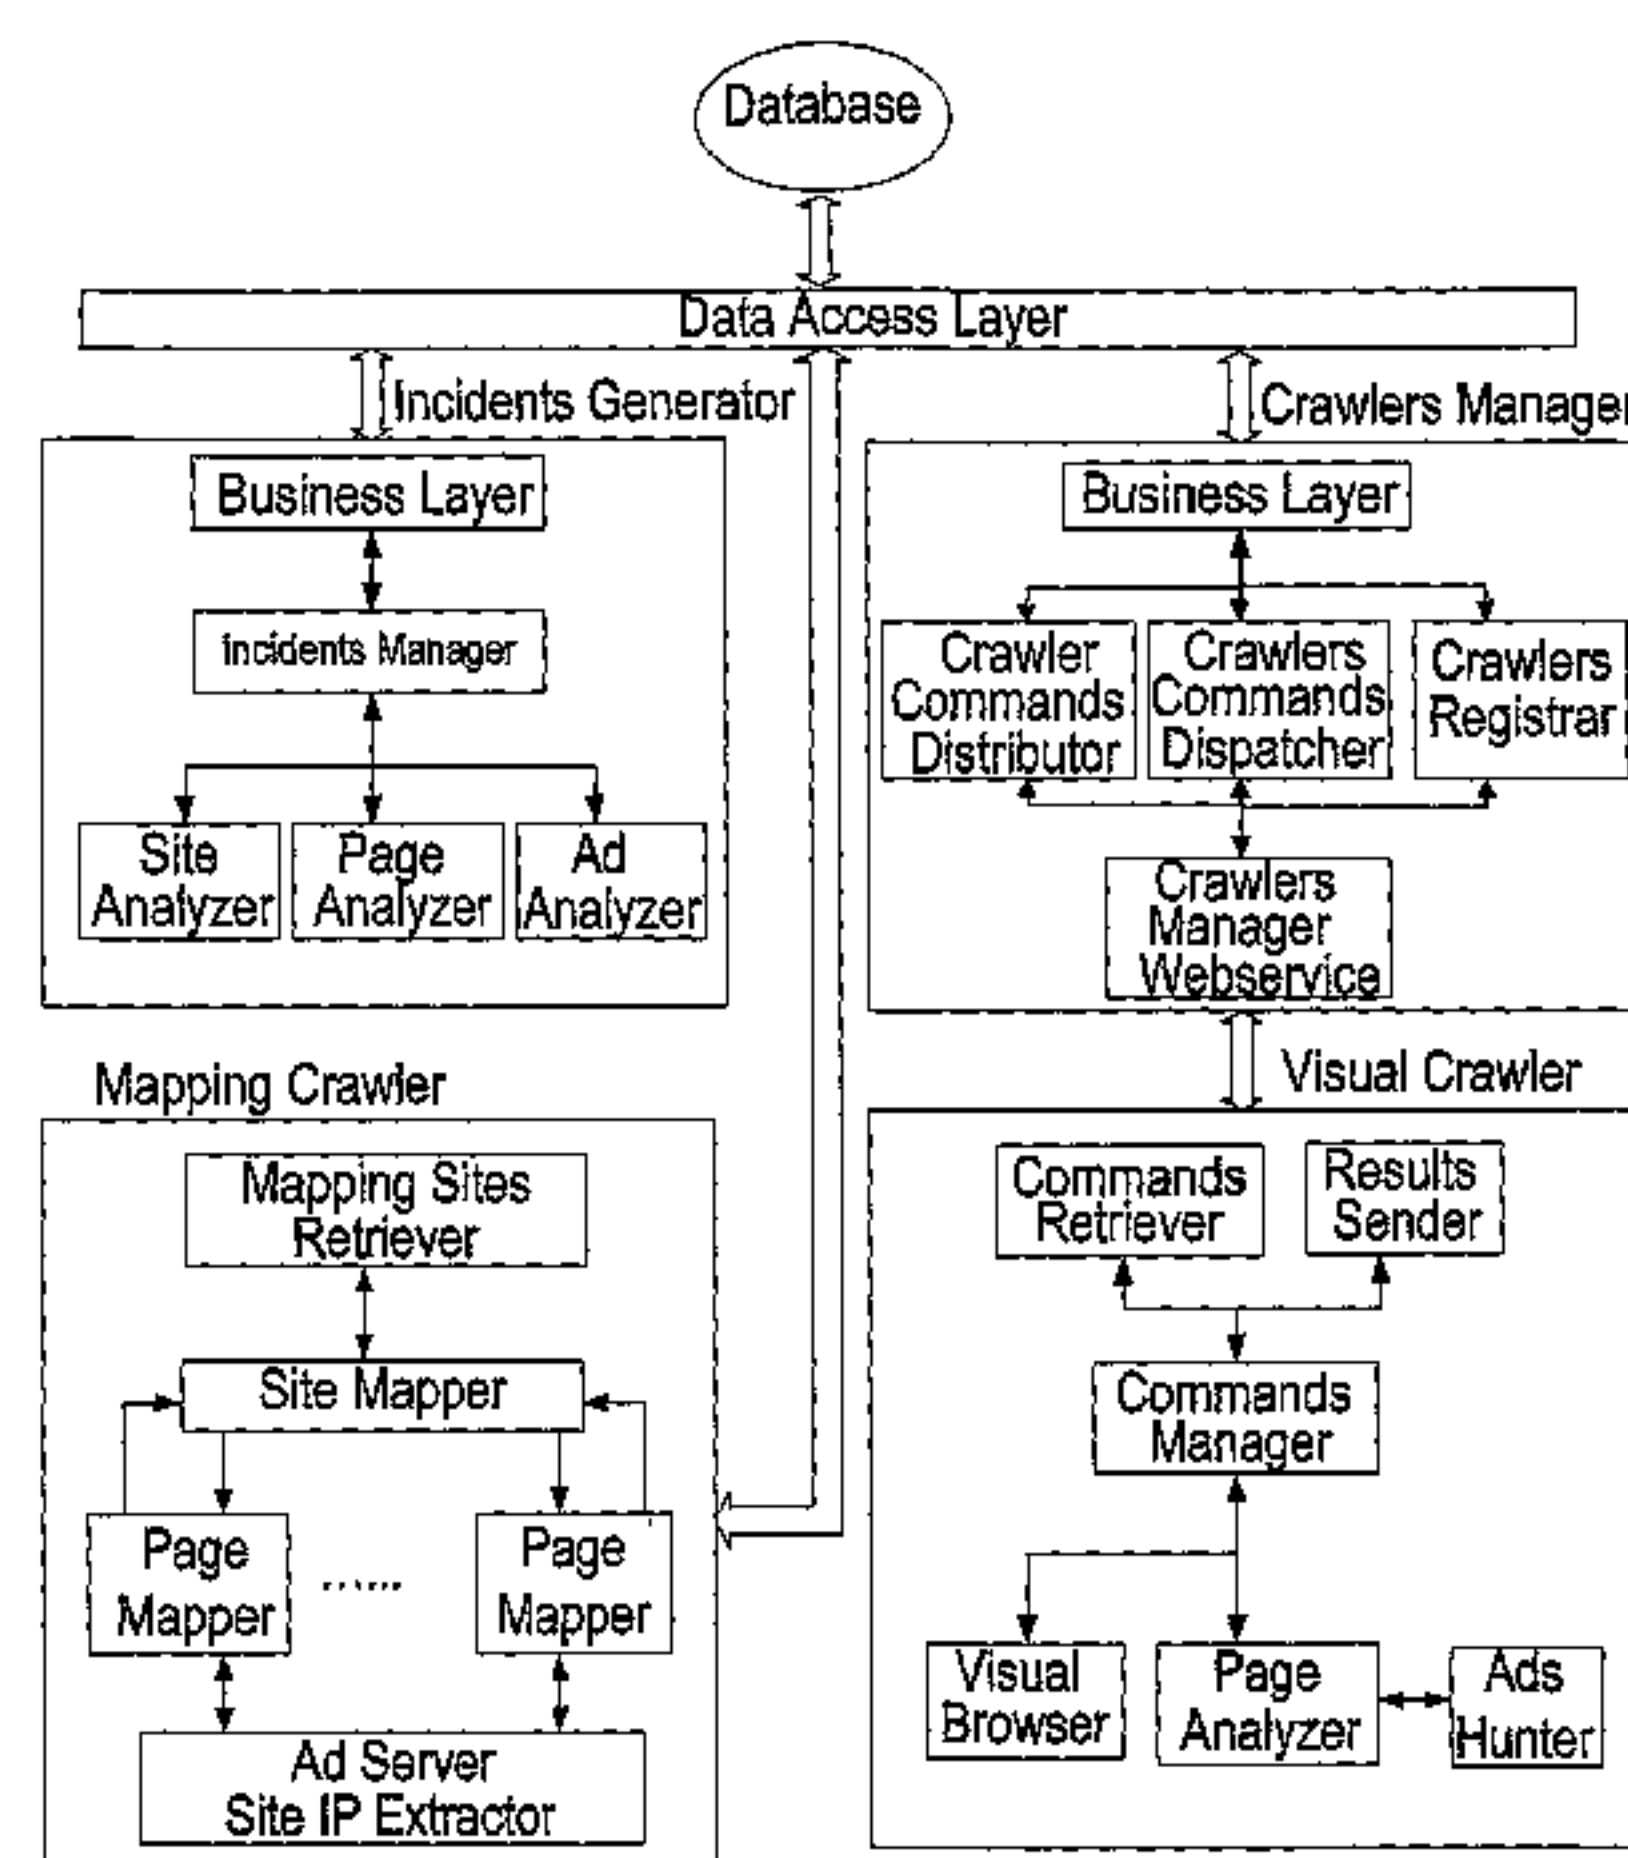 Database
Data Access Layer
Incidents Generator
Business Layer
Incidents Manager
Site
Analyzer
Page
Analyzer
Ad
Analyzer
Crawlers Manager
Business Layer
Crawler
Commands
Distributor
Crawlers
Commands
Dispatcher
Crawlers
Registrar
Crawlers
Manager
Webservice
Mapping Crawler
Mapping Sites
Retriever
Site Mapper
Page
Mapper
......
Page
Mapper
Ad Server
Site IP Extractor
Visual Crawler
Commands
Retriever
Results
Sender
Commands
Manager
Visual
Browser
Page
Analyzer
Ads
Hunter